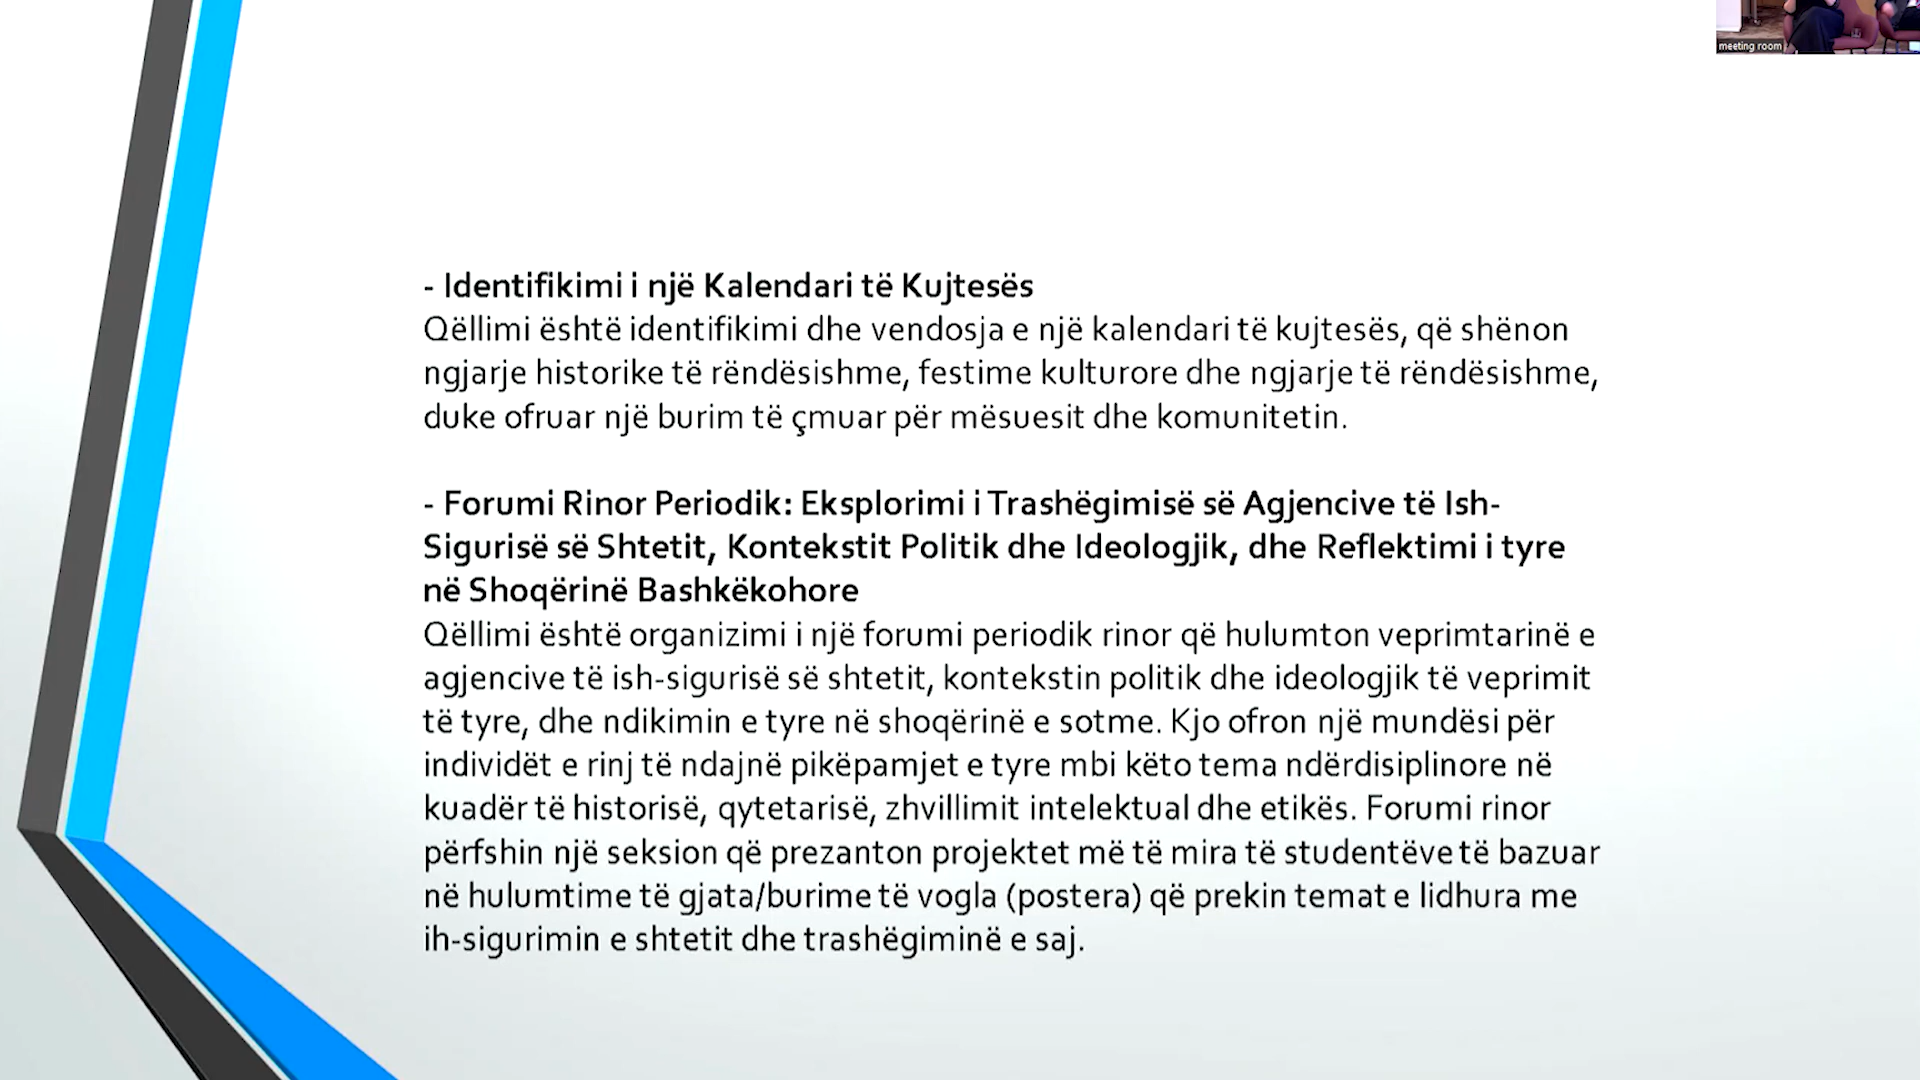 meeting room
- Identifikimi i një Kalendari të Kujtesës
Qëllimi është identifikimi dhe vendosja e një kalendari të kujtesës, që shënon
ngjarje historike të rëndësishme, festime kulturore dhe ngjarje të rëndësishme,
duke ofruar një burim të çmuar për mësuesit dhe komunitetin.
- Forumi Rinor Periodik: Eksplorimi i Trashëgimisë së Agjencive të Ish-
Sigurisë së Shtetit, Kontekstit Politik dhe Ideologjik, dhe Reflektimi i tyre
në Shoqërinë Bashkëkohore
Qëllimi është organizimi i një forumi periodik rinor që hulumton veprimtarinë e
agjencive të ish-sigurisë së shtetit, kontekstin politik dhe ideologjik të veprimit
të tyre, dhe ndikimin e tyre në shoqërinë e sotme. Kjo ofron një mundësi për
individët e rinj të ndajnë pikëpamjet e tyre mbi këto tema ndërdisiplinore në
kuadër të historisë, qytetarisë, zhvillimit intelektual dhe etikës. Forumi rinor
përfshin një seksion që prezanton projektet më të mira të studentëve të bazuar
në hulumtime të gjata/burime të vogla (postera) që prekin temat e lidhura me
ih-sigurimin e shtetit dhe trashëgiminë e saj.